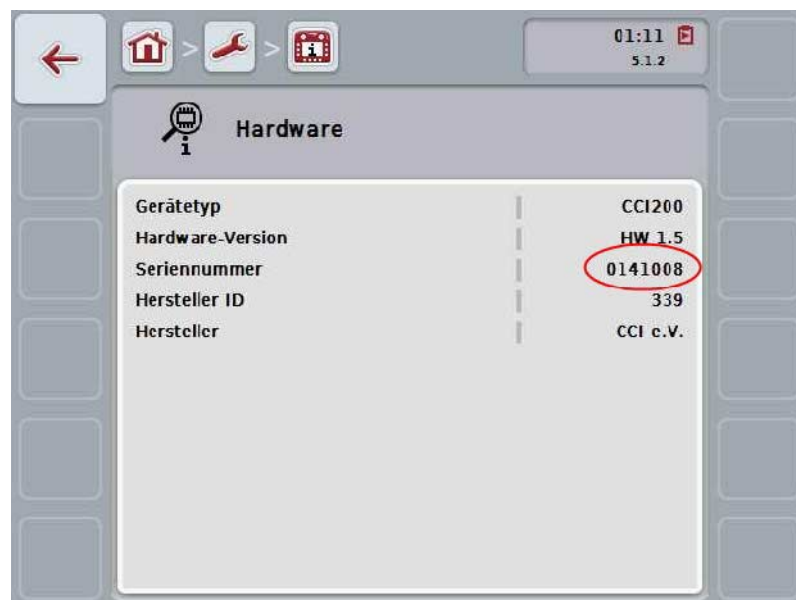 01:11
5.1.2
Hardware
Gerätetyp CCI200
Hardware-Version HW 1.5
Seriennummer 0141008
Hersteller ID 339
Hersteller CCI e.V.